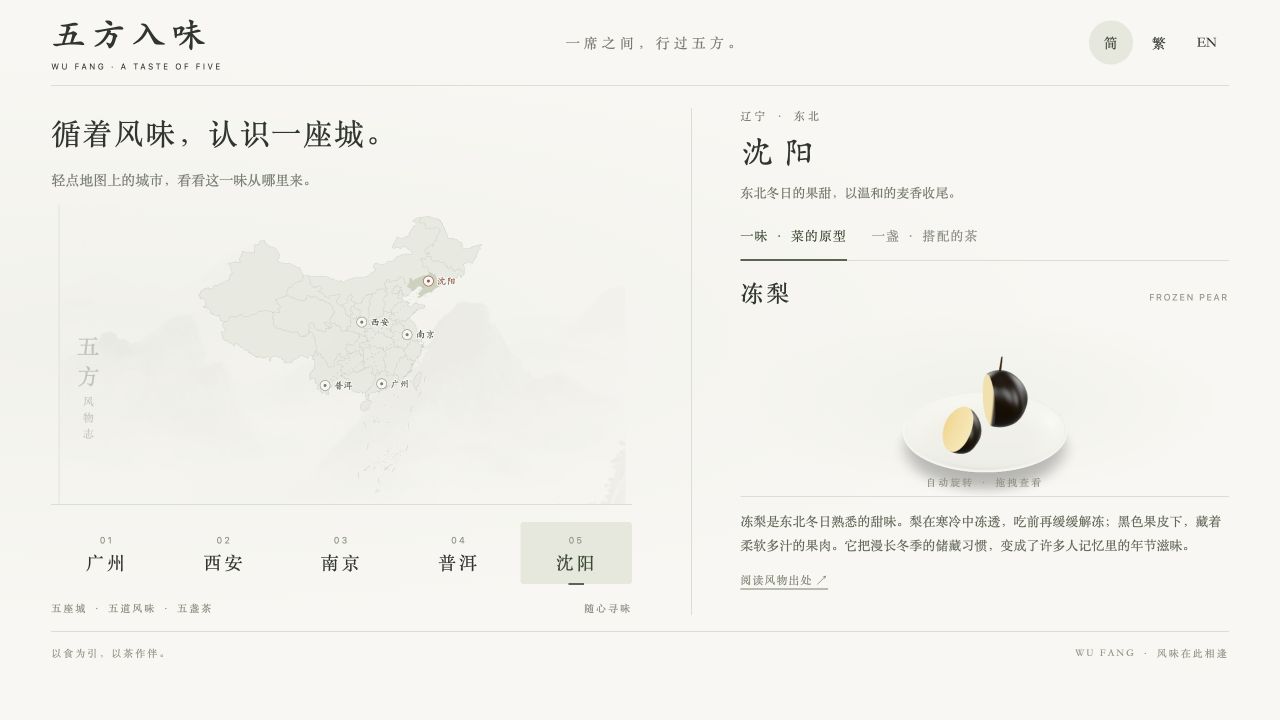 五方入味
WU FANG · A TASTE OF FIVE
一席之间，行过五方。
简
繁
EN
循着风味，认识一座城。
轻点地图上的城市，看看这一味从哪里来。
五方
风物志
沈阳
西安
南京
普洱
广州
01
广州
02
西安
03
南京
04
普洱
05
沈阳
五座城 · 五道风味 · 五盏茶
随心寻味
辽宁 · 东北
沈阳
东北冬日的果甜，以温和的麦香收尾。
一味 · 菜的原型
一盏 · 搭配的茶
冻梨
FROZEN PEAR
自动旋转 · 拖拽查看
冻梨是东北冬日熟悉的甜味。梨在寒冷中冻透，吃前再缓缓解冻；黑色果皮下，藏着
柔软多汁的果肉。它把漫长冬季的储藏习惯，变成了许多人记忆里的年节滋味。
阅读风物出处 ↗
以食为引，以茶作伴。
WU FANG · 风味在此相逢